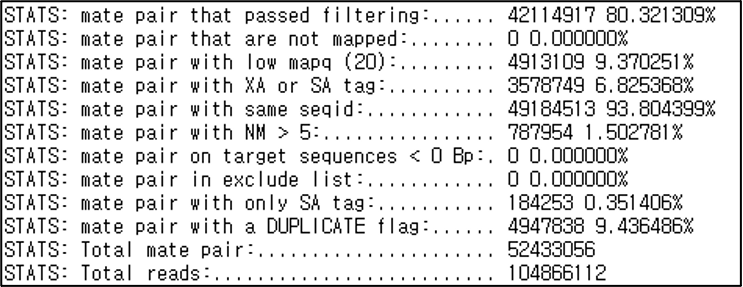 STATS: mate pair that passed filtering:...... 42114917 80.321309%
STATS: mate pair that are not mapped:........ 0 0.000000%
STATS: mate pair with low mapq (20):......... 4913109 9.370251%
STATS: mate pair with XA or SA tag:.......... 3578749 6.825368%
STATS: mate pair with same seqid:............ 49184513 93.804399%
STATS: mate pair with NM > 5:................ 787954 1.502781%
STATS: mate pair on target sequences < 0 Bp:. 0 0.000000%
STATS: mate pair in exclude list:............ 0 0.000000%
STATS: mate pair with only SA tag:........... 184253 0.351406%
STATS: mate pair with a DUPLICATE flag:...... 4947838 9.436486%
STATS: Total mate pair:...................... 52433056
STATS: Total reads:.......................... 104866112